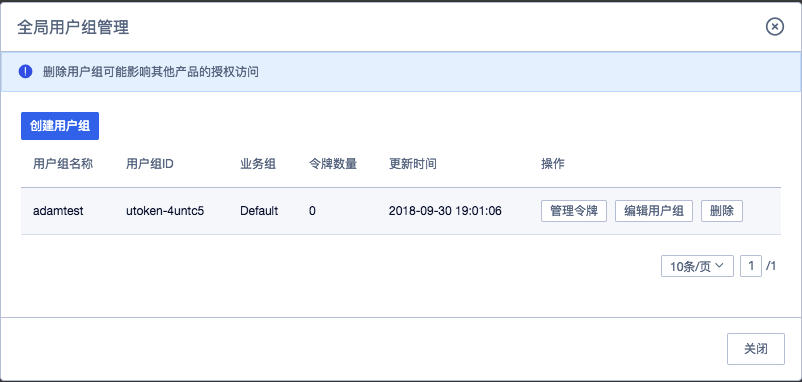 全局用户组管理
删除用户组可能影响其他产品的授权访问
创建用户组
用户组名称 用户组ID 业务组 令牌数量 更新时间 操作
adamtest utoken-4untc5 Default 0 2018-09-30 19:01:06 管理令牌 编辑用户组 删除
10条/页 1 /1
关闭